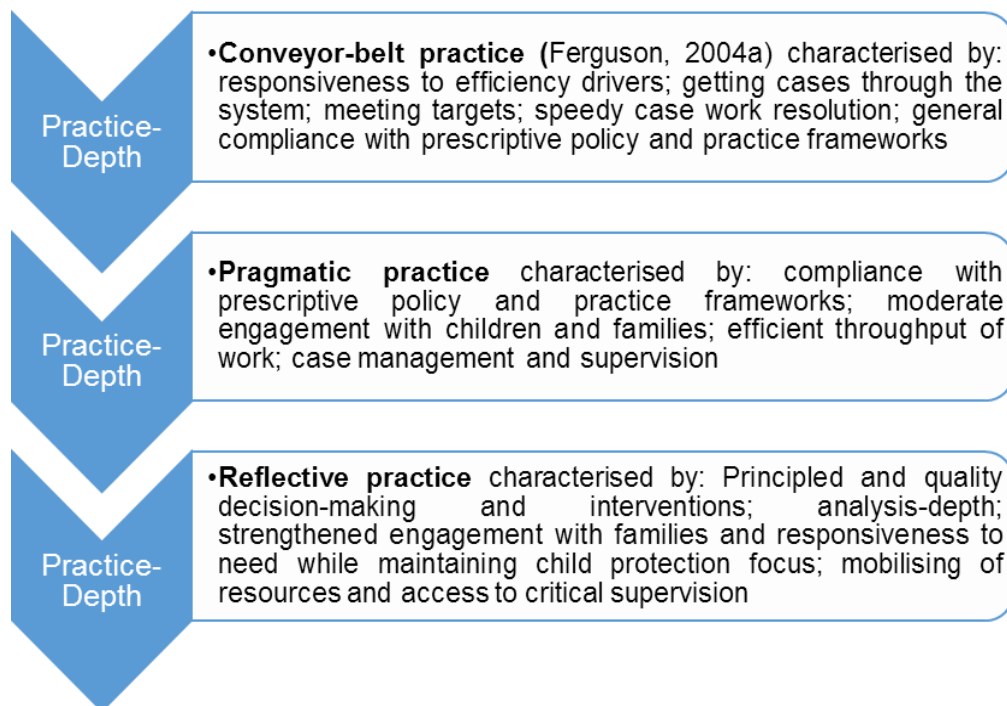 Practice-
Depth
•Conveyor-belt practice (Ferguson, 2004a) characterised by:
responsiveness to efficiency drivers; getting cases through the
system; meeting targets; speedy case work resolution; general
compliance with prescriptive policy and practice frameworks
Practice-
Depth
•Pragmatic practice characterised by: compliance with
prescriptive policy and practice frameworks; moderate
engagement with children and families; efficient throughput of
work; case management and supervision
Practice-
Depth
•Reflective practice characterised by: Principled and quality
decision-making and interventions; analysis-depth;
strengthened engagement with families and responsiveness to
need while maintaining child protection focus; mobilising of
resources and access to critical supervision